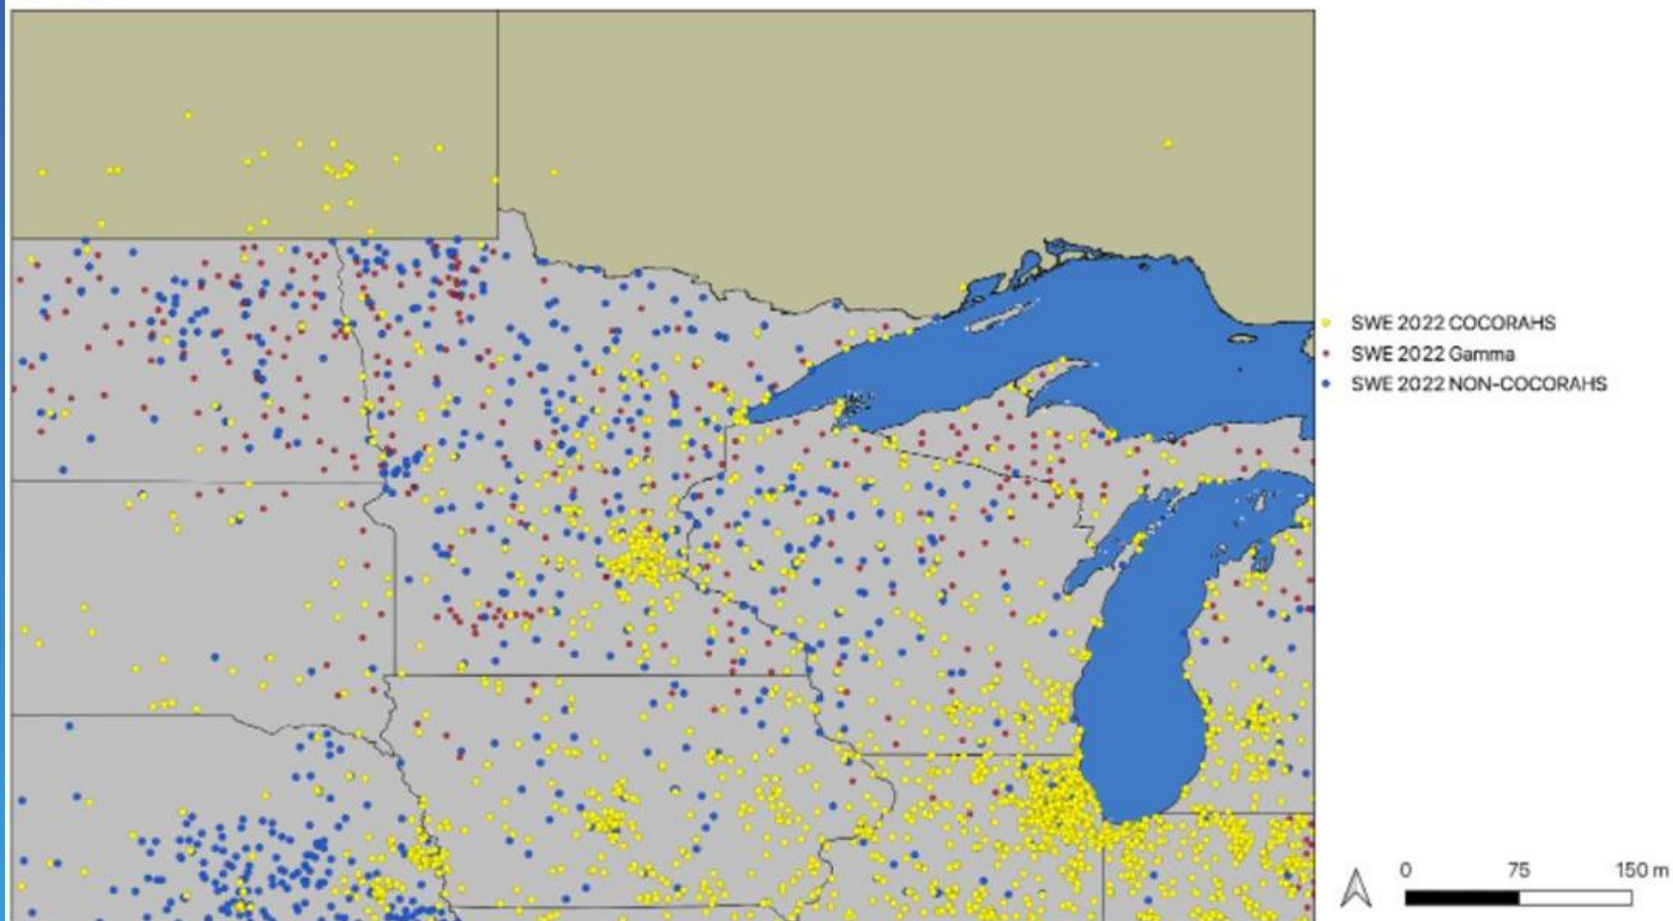 SWE 2022 COCORAHS
SWE 2022 Gamma
SWE 2022 NON-COCORAHS
0 75 150 m